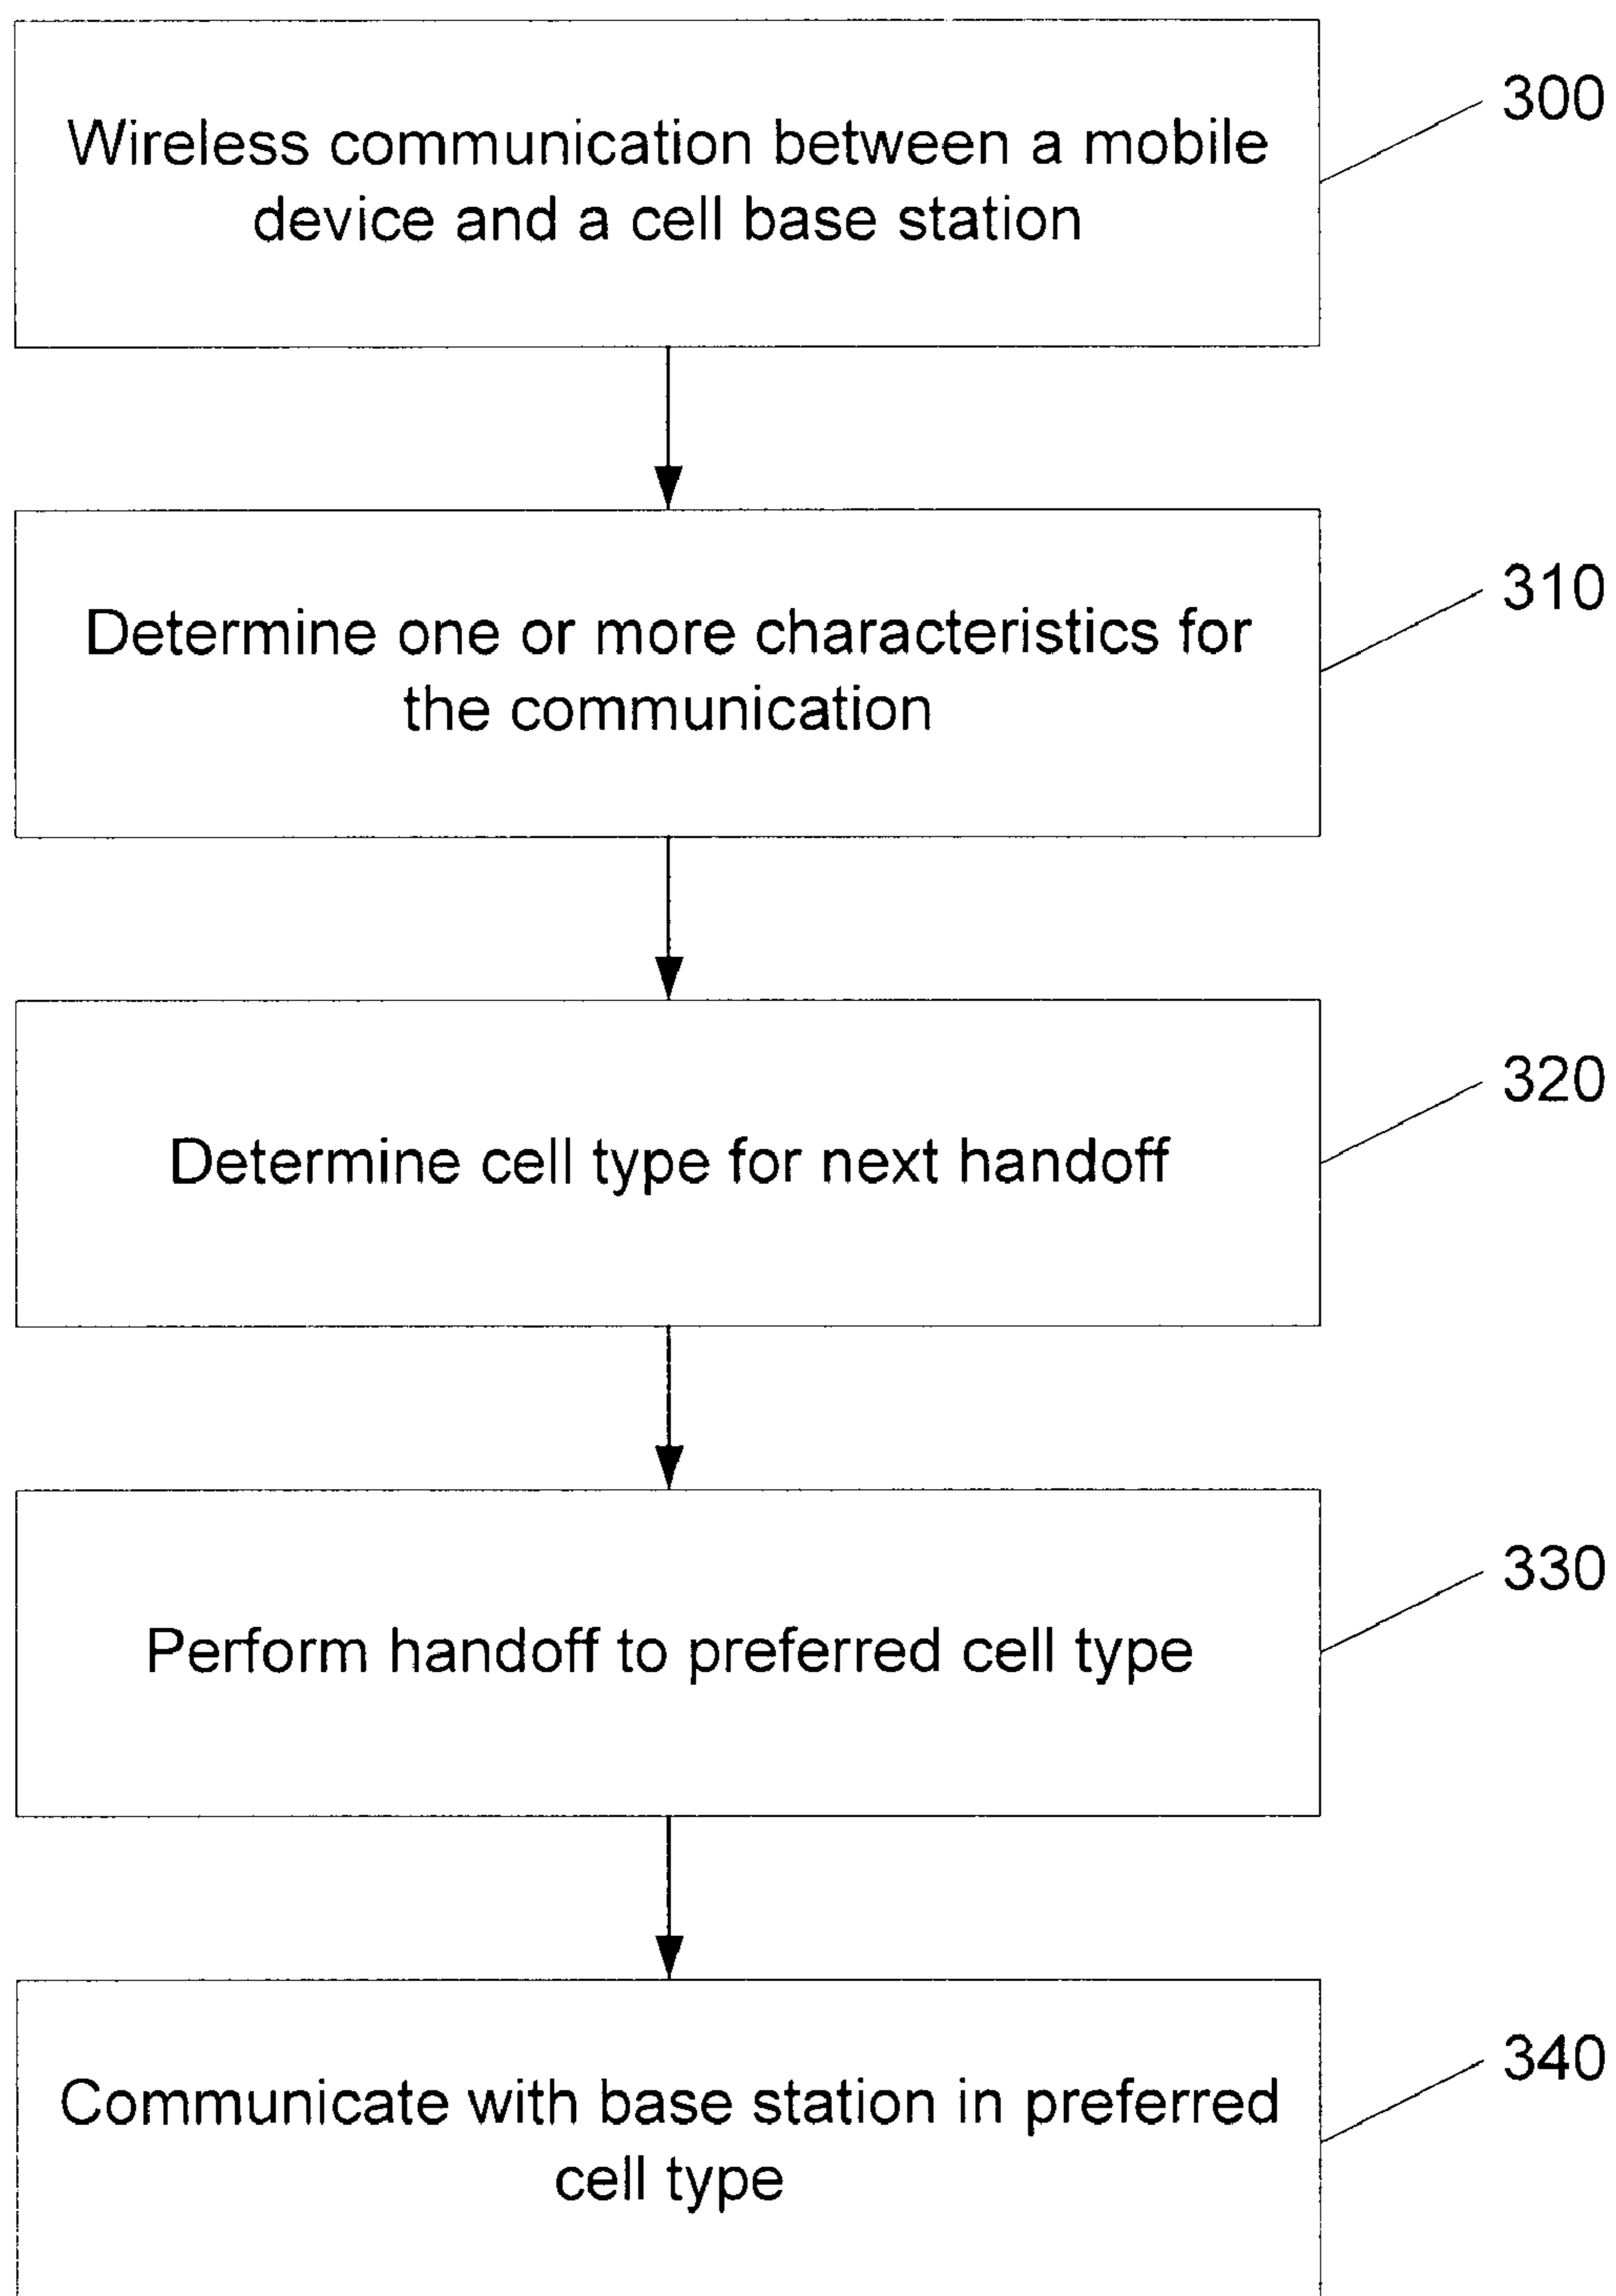 Wireless communication between a mobile
device and a cell base station
300
Determine one or more characteristics for
the communication
310
Determine cell type for next handoff
320
Perform handoff to preferred cell type
330
Communicate with base station in preferred
cell type
340